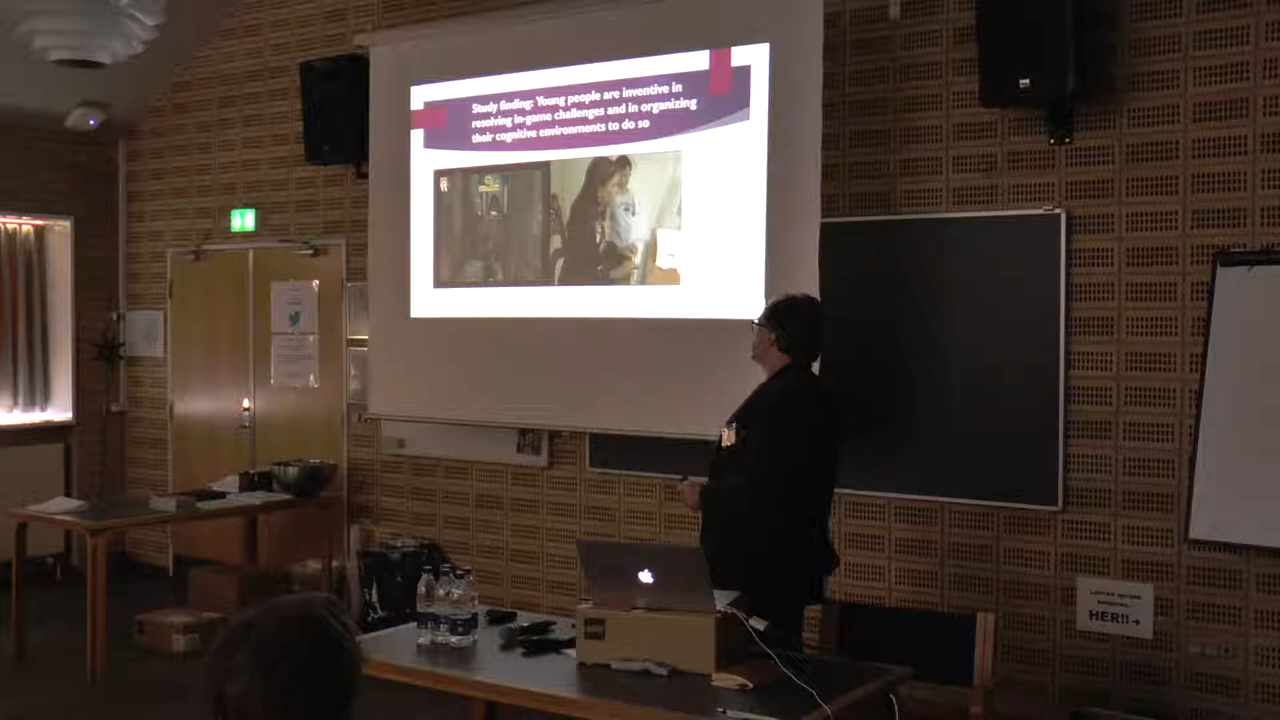 Study finding: Young people are inventive in
resolving in-game challenges and in organizing
their cognitive environments to do so
HER!!→